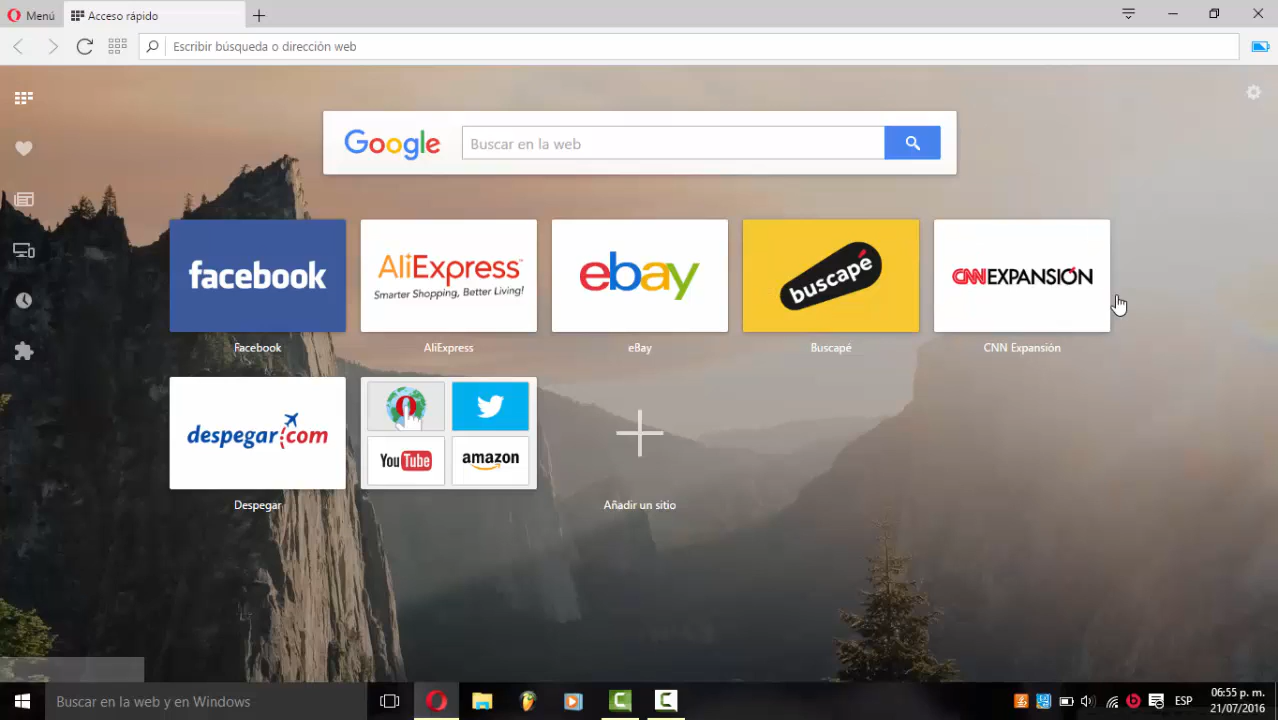 Menú
Acceso rápido
Escribir búsqueda o dirección web
Google
Buscar en la web
facebook
AliExpress
Smarter Shopping, Better Living!
ebay
buscapé
CNNEXPANSIÓN
Facebook
AliExpress
eBay
Buscapé
CNN Expansión
despegar.com
YouTube
amazon
Despegar
Añadir un sitio
Buscar en la web y en Windows
ESP
06:55 p. m.
21/07/2016